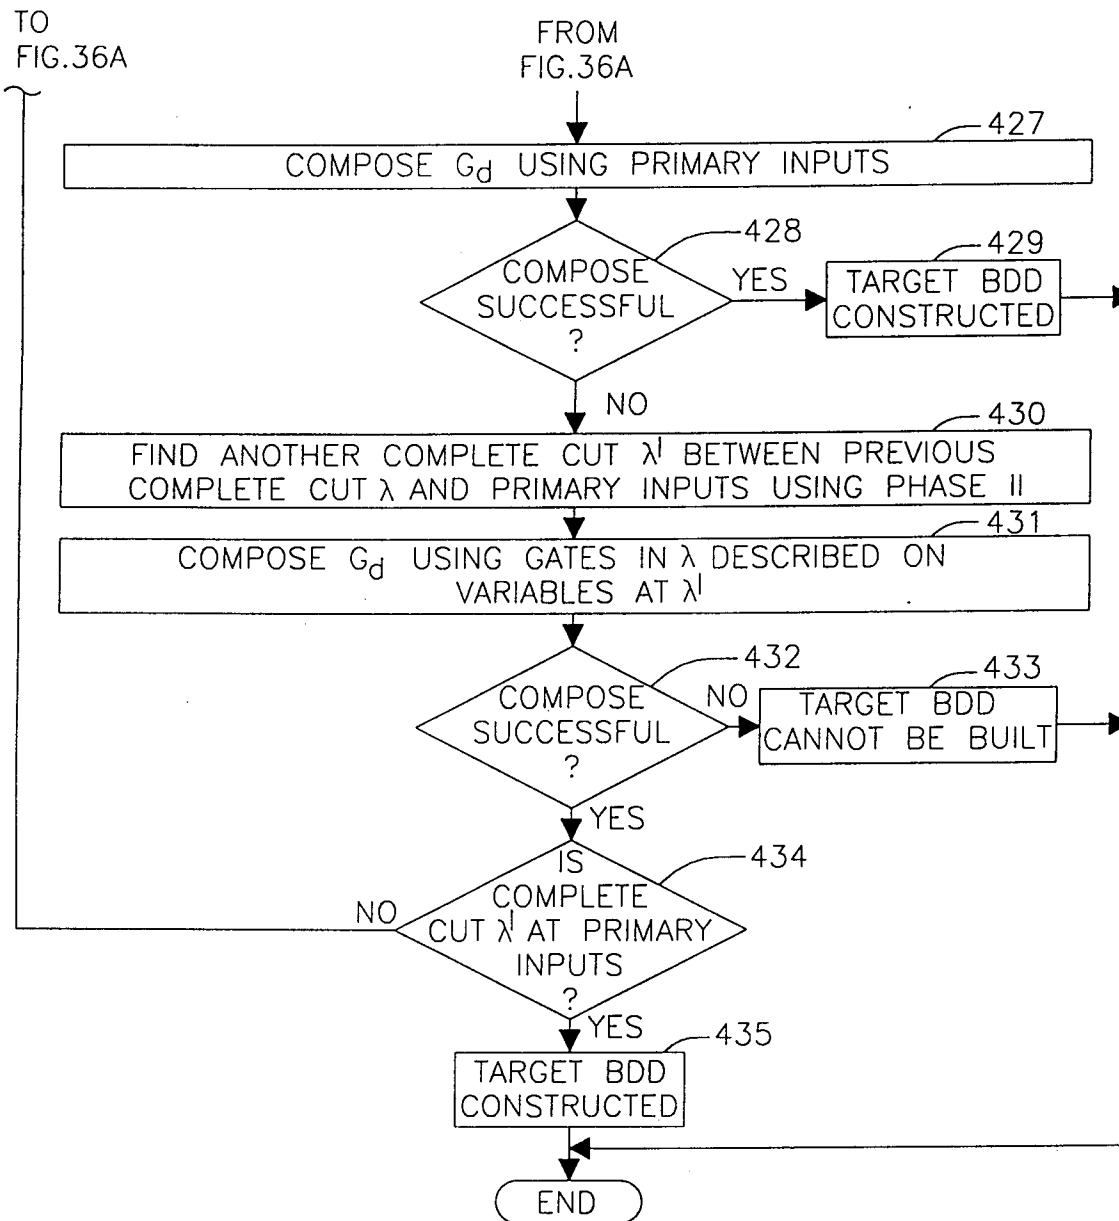 TO
FIG.36A
FROM
FIG.36A
427
COMPOSE Gd USING PRIMARY INPUTS
428
COMPOSE
SUCCESSFUL
?
YES
429
TARGET BDD
CONSTRUCTED
NO
430
FIND ANOTHER COMPLETE CUT λ' BETWEEN PREVIOUS
COMPLETE CUT λ AND PRIMARY INPUTS USING PHASE II
431
COMPOSE Gd USING GATES IN λ DESCRIBED ON
VARIABLES AT λ'
432
COMPOSE
SUCCESSFUL
?
NO
433
TARGET BDD
CANNOT BE BUILT
YES
434
IS
COMPLETE
CUT λ' AT PRIMARY
INPUTS
?
NO
YES
435
TARGET BDD
CONSTRUCTED
END